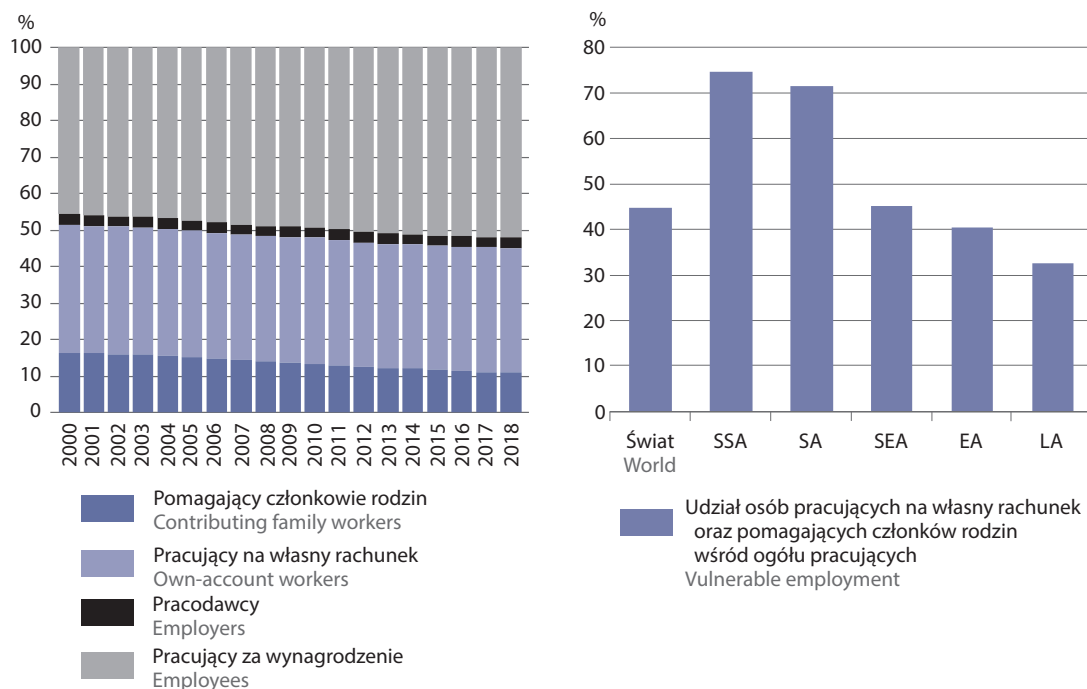 %
100
90
80
70
60
50
40
30
20
10
0
2000
2001
2002
2003
2004
2005
2006
2007
2008
2009
2010
2011
2012
2013
2014
2015
2016
2017
2018
Pomagający członkowie rodzin
Contributing family workers
Pracujący na własny rachunek
Own-account workers
Pracodawcy
Employers
Pracujący za wynagrodzenie
Employees
%
80
70
60
50
40
30
20
10
0
Świat
World
SSA
SA
SEA
EA
LA
Udział osób pracujących na własny rachunek
oraz pomagających członków rodzin
wśród ogółu pracujących
Vulnerable employment